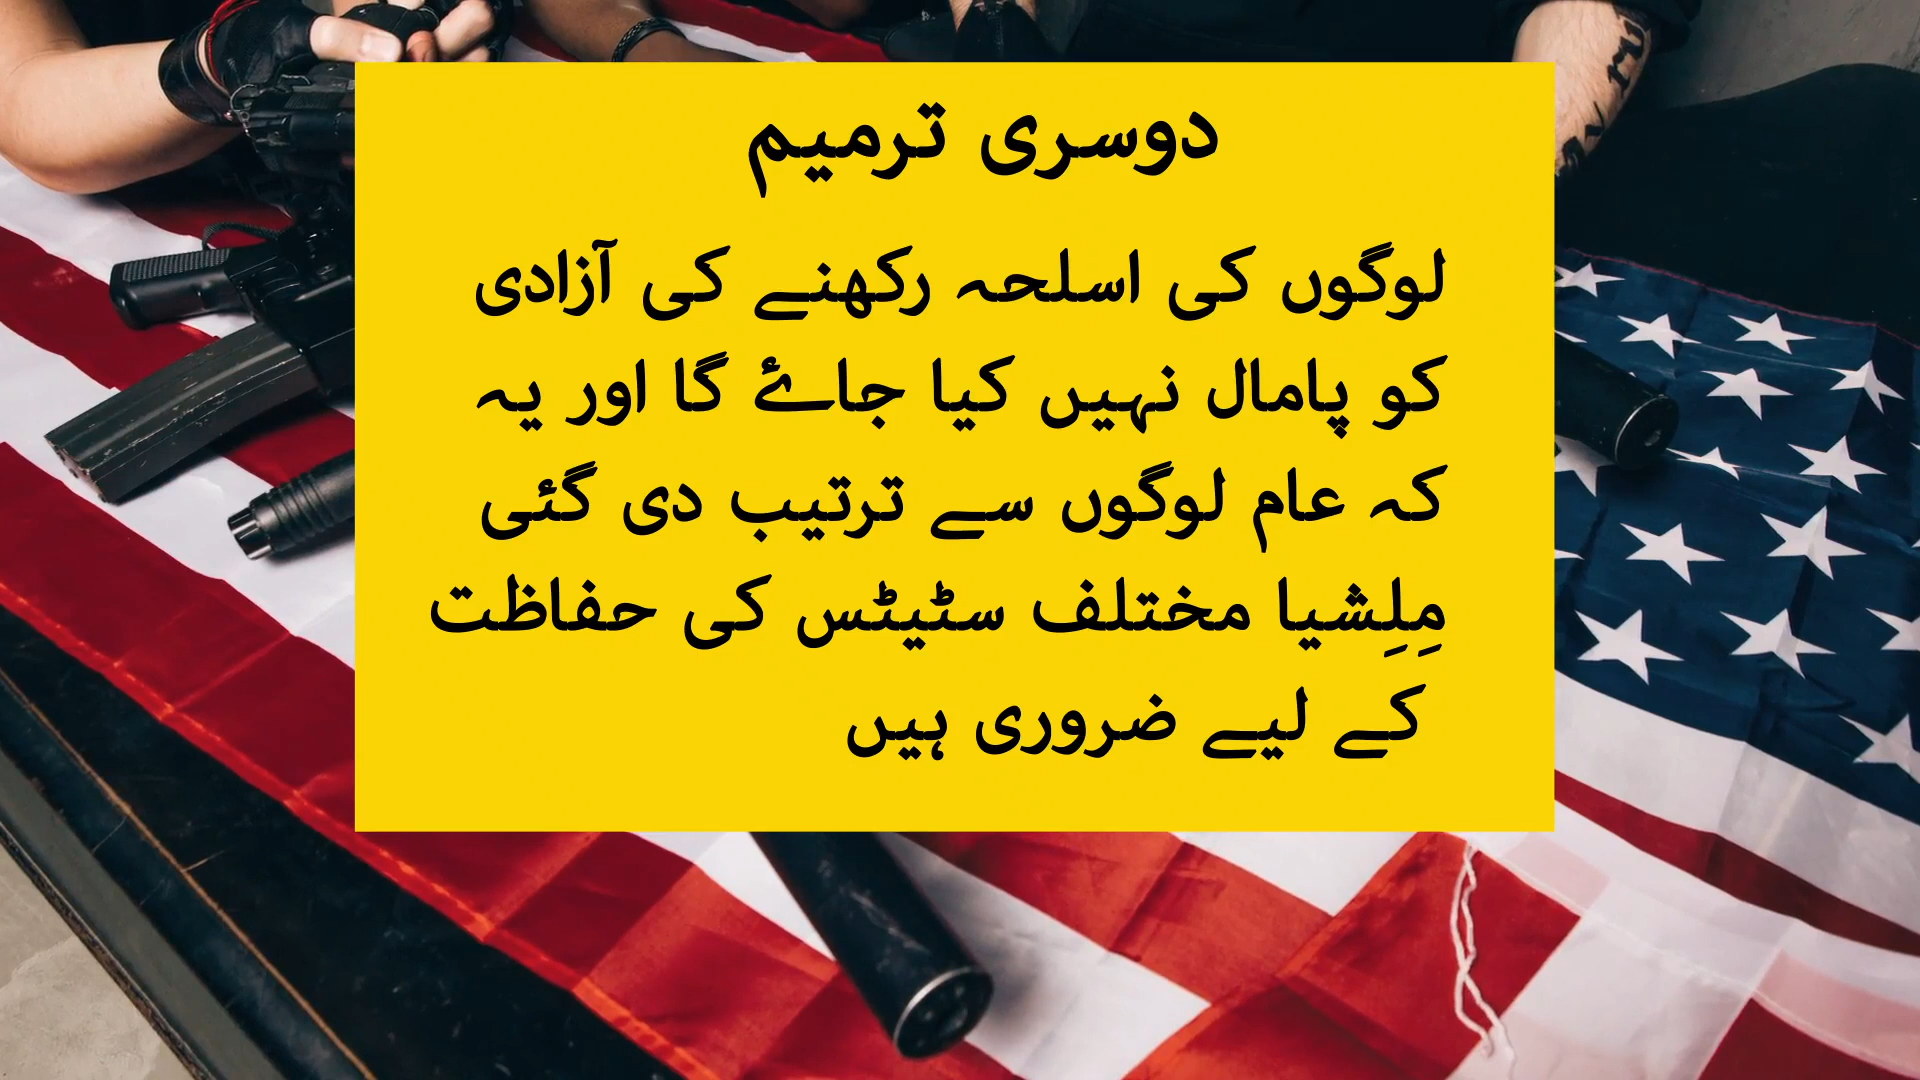 دوسری ترمیم
لوگوں کی اسلحہ رکھنے کی آزادی
کو پامال نہیں کیا جائے گا اور یہ
کہ عام لوگوں سے ترتیب دی گئی
مِلِشیا مختلف سٹیٹس کی حفاظت
کے لیے ضروری ہیں